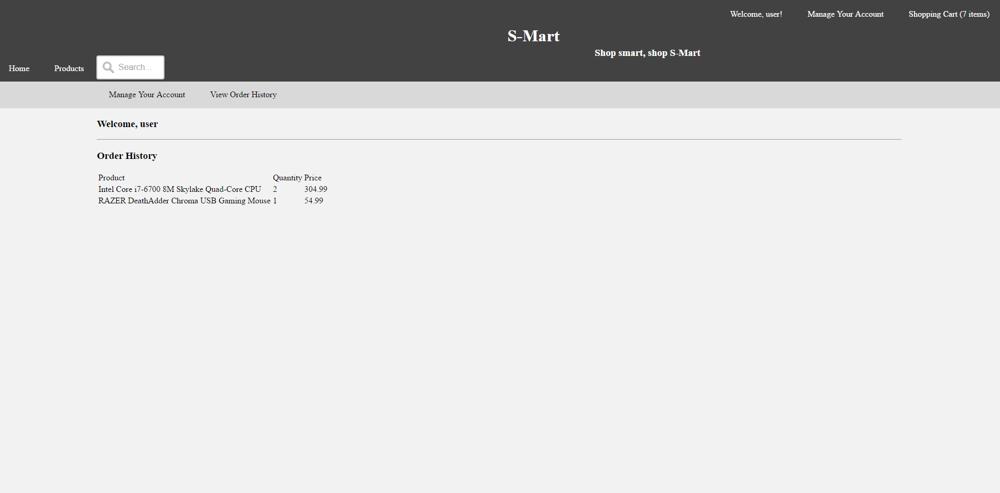 Welcome, user! Manage Your Account Shopping Cart (7 items)
S-Mart
Shop smart, shop S-Mart
Home Products Search...
Manage Your Account View Order History
Welcome, user
Order History
Product Quantity Price
Intel Core i7-6700 8M Skylake Quad-Core CPU 2 304.99
RAZER DeathAdder Chroma USB Gaming Mouse 1 54.99